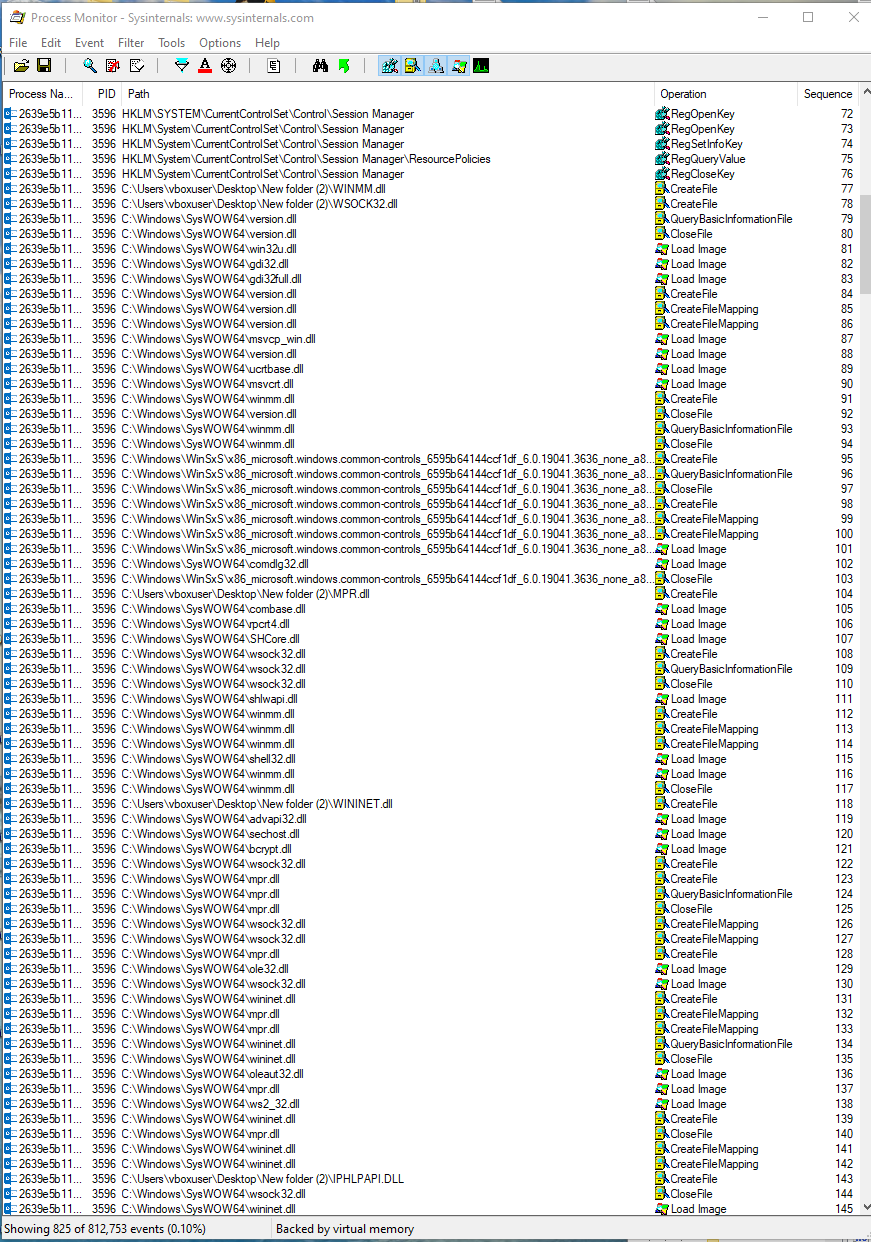 Process Monitor - Sysinternals: www.sysinternals.com
File Edit Event Filter Tools Options Help
Process Na... PID Path Operation Sequence
2639e5b11... 3596 HKLM\SYSTEM\CurrentControlSet\Control\Session Manager RegOpenKey 72
2639e5b11... 3596 HKLM\System\CurrentControlSet\Control\Session Manager RegOpenKey 73
2639e5b11... 3596 HKLM\System\CurrentControlSet\Control\Session Manager RegSetInfoKey 74
2639e5b11... 3596 HKLM\System\CurrentControlSet\Control\Session Manager\ResourcePolicies RegQueryValue 75
2639e5b11... 3596 HKLM\System\CurrentControlSet\Control\Session Manager RegCloseKey 76
2639e5b11... 3596 C:\Users\vboxuser\Desktop\New folder (2)\WINMM.dll CreateFile 77
2639e5b11... 3596 C:\Users\vboxuser\Desktop\New folder (2)\WSOCK32.dll CreateFile 78
2639e5b11... 3596 C:\Windows\SysWOW64\version.dll QueryBasicInformationFile 79
2639e5b11... 3596 C:\Windows\SysWOW64\version.dll CloseFile 80
2639e5b11... 3596 C:\Windows\SysWOW64\win32u.dll Load Image 81
2639e5b11... 3596 C:\Windows\SysWOW64\gdi32.dll Load Image 82
2639e5b11... 3596 C:\Windows\SysWOW64\gdi32full.dll Load Image 83
2639e5b11... 3596 C:\Windows\SysWOW64\version.dll CreateFile 84
2639e5b11... 3596 C:\Windows\SysWOW64\version.dll CreateFileMapping 85
2639e5b11... 3596 C:\Windows\SysWOW64\version.dll CreateFileMapping 86
2639e5b11... 3596 C:\Windows\SysWOW64\msvcp_win.dll Load Image 87
2639e5b11... 3596 C:\Windows\SysWOW64\version.dll Load Image 88
2639e5b11... 3596 C:\Windows\SysWOW64\ucrtbase.dll Load Image 89
2639e5b11... 3596 C:\Windows\SysWOW64\msvcrt.dll Load Image 90
2639e5b11... 3596 C:\Windows\SysWOW64\winmm.dll CreateFile 91
2639e5b11... 3596 C:\Windows\SysWOW64\version.dll CloseFile 92
2639e5b11... 3596 C:\Windows\SysWOW64\winmm.dll QueryBasicInformationFile 93
2639e5b11... 3596 C:\Windows\SysWOW64\winmm.dll CloseFile 94
2639e5b11... 3596 C:\Windows\WinSxS\x86_microsoft.windows.common-controls_6595b64144ccf1df_6.0.19041.3636_none_a8... CreateFile 95
2639e5b11... 3596 C:\Windows\WinSxS\x86_microsoft.windows.common-controls_6595b64144ccf1df_6.0.19041.3636_none_a8... QueryBasicInformationFile 96
2639e5b11... 3596 C:\Windows\WinSxS\x86_microsoft.windows.common-controls_6595b64144ccf1df_6.0.19041.3636_none_a8... CloseFile 97
2639e5b11... 3596 C:\Windows\WinSxS\x86_microsoft.windows.common-controls_6595b64144ccf1df_6.0.19041.3636_none_a8... CreateFile 98
2639e5b11... 3596 C:\Windows\WinSxS\x86_microsoft.windows.common-controls_6595b64144ccf1df_6.0.19041.3636_none_a8... CreateFileMapping 99
2639e5b11... 3596 C:\Windows\WinSxS\x86_microsoft.windows.common-controls_6595b64144ccf1df_6.0.19041.3636_none_a8... CreateFileMapping 100
2639e5b11... 3596 C:\Windows\WinSxS\x86_microsoft.windows.common-controls_6595b64144ccf1df_6.0.19041.3636_none_a8... Load Image 101
2639e5b11... 3596 C:\Windows\SysWOW64\comdlg32.dll Load Image 102
2639e5b11... 3596 C:\Windows\WinSxS\x86_microsoft.windows.common-controls_6595b64144ccf1df_6.0.19041.3636_none_a8... CloseFile 103
2639e5b11... 3596 C:\Users\vboxuser\Desktop\New folder (2)\MPR.dll CreateFile 104
2639e5b11... 3596 C:\Windows\SysWOW64\combase.dll Load Image 105
2639e5b11... 3596 C:\Windows\SysWOW64\rpcrt4.dll Load Image 106
2639e5b11... 3596 C:\Windows\SysWOW64\SHCore.dll Load Image 107
2639e5b11... 3596 C:\Windows\SysWOW64\wsock32.dll CreateFile 108
2639e5b11... 3596 C:\Windows\SysWOW64\wsock32.dll QueryBasicInformationFile 109
2639e5b11... 3596 C:\Windows\SysWOW64\wsock32.dll CloseFile 110
2639e5b11... 3596 C:\Windows\SysWOW64\shlwapi.dll Load Image 111
2639e5b11... 3596 C:\Windows\SysWOW64\winmm.dll CreateFile 112
2639e5b11... 3596 C:\Windows\SysWOW64\winmm.dll CreateFileMapping 113
2639e5b11... 3596 C:\Windows\SysWOW64\winmm.dll CreateFileMapping 114
2639e5b11... 3596 C:\Windows\SysWOW64\shell32.dll Load Image 115
2639e5b11... 3596 C:\Windows\SysWOW64\winmm.dll Load Image 116
2639e5b11... 3596 C:\Windows\SysWOW64\winmm.dll CloseFile 117
2639e5b11... 3596 C:\Users\vboxuser\Desktop\New folder (2)\WININET.dll CreateFile 118
2639e5b11... 3596 C:\Windows\SysWOW64\advapi32.dll Load Image 119
2639e5b11... 3596 C:\Windows\SysWOW64\sechost.dll Load Image 120
2639e5b11... 3596 C:\Windows\SysWOW64\bcrypt.dll Load Image 121
2639e5b11... 3596 C:\Windows\SysWOW64\wsock32.dll CreateFile 122
2639e5b11... 3596 C:\Windows\SysWOW64\mpr.dll CreateFile 123
2639e5b11... 3596 C:\Windows\SysWOW64\mpr.dll QueryBasicInformationFile 124
2639e5b11... 3596 C:\Windows\SysWOW64\mpr.dll CloseFile 125
2639e5b11... 3596 C:\Windows\SysWOW64\wsock32.dll CreateFileMapping 126
2639e5b11... 3596 C:\Windows\SysWOW64\wsock32.dll CreateFileMapping 127
2639e5b11... 3596 C:\Windows\SysWOW64\mpr.dll CreateFile 128
2639e5b11... 3596 C:\Windows\SysWOW64\ole32.dll Load Image 129
2639e5b11... 3596 C:\Windows\SysWOW64\wsock32.dll Load Image 130
2639e5b11... 3596 C:\Windows\SysWOW64\wininet.dll CreateFile 131
2639e5b11... 3596 C:\Windows\SysWOW64\mpr.dll CreateFileMapping 132
2639e5b11... 3596 C:\Windows\SysWOW64\mpr.dll CreateFileMapping 133
2639e5b11... 3596 C:\Windows\SysWOW64\wininet.dll QueryBasicInformationFile 134
2639e5b11... 3596 C:\Windows\SysWOW64\wininet.dll CloseFile 135
2639e5b11... 3596 C:\Windows\SysWOW64\oleaut32.dll Load Image 136
2639e5b11... 3596 C:\Windows\SysWOW64\mpr.dll Load Image 137
2639e5b11... 3596 C:\Windows\SysWOW64\ws2_32.dll Load Image 138
2639e5b11... 3596 C:\Windows\SysWOW64\wininet.dll CreateFile 139
2639e5b11... 3596 C:\Windows\SysWOW64\mpr.dll CloseFile 140
2639e5b11... 3596 C:\Windows\SysWOW64\wininet.dll CreateFileMapping 141
2639e5b11... 3596 C:\Windows\SysWOW64\wininet.dll CreateFileMapping 142
2639e5b11... 3596 C:\Users\vboxuser\Desktop\New folder (2)\IPHLPAPI.DLL CreateFile 143
2639e5b11... 3596 C:\Windows\SysWOW64\wsock32.dll CloseFile 144
2639e5b11... 3596 C:\Windows\SysWOW64\wininet.dll Load Image 145
Showing 825 of 812,753 events (0.10%) Backed by virtual memory